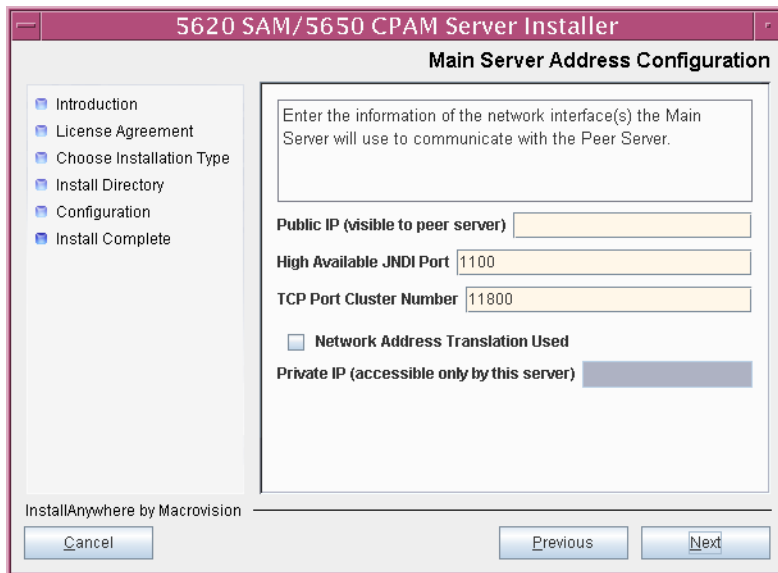 5620 SAM/5650 CPAM Server Installer
Main Server Address Configuration
Introduction
License Agreement
Choose Installation Type
Install Directory
Configuration
Install Complete
Enter the information of the network interface(s) the Main
Server will use to communicate with the Peer Server.
Public IP (visible to peer server)
High Available JNDI Port 1100
TCP Port Cluster Number 11800
Network Address Translation Used
Private IP (accessible only by this server)
InstallAnywhere by Macrovision
Cancel Previous Next